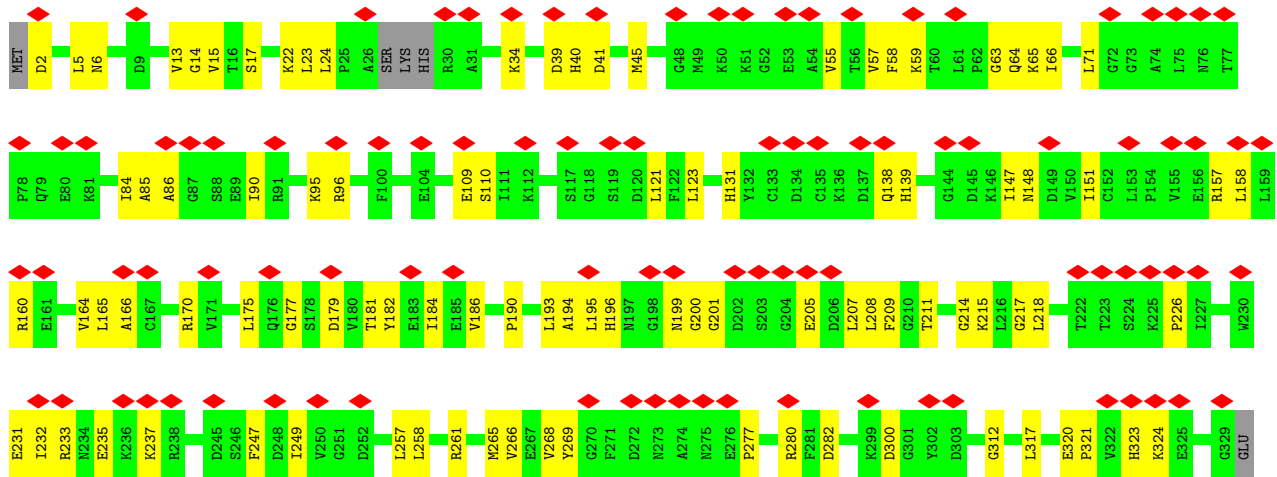 MET D2 L5 N6 D9 V13 G14 V15 T16 S17 K22 L23 L24 P25 A26 SER LYS HIS R30 A31 K34 D39 H40 D41 M45 G48 M49 K50 K51 G52 E53 A54 V55 T56 V57 F58 K59 T60 L61 P62 G63 Q64 K65 I66 L71 G72 G73 A74 L75 N76 T77
P78 Q79 E80 K81 I84 A85 A86 G87 S88 E89 I90 R91 K95 R96 F100 E104 E109 S110 I111 K112 S117 G118 S119 D120 L121 F122 L123 H131 Y132 C133 D134 C135 K136 D137 Q138 H139 G144 D145 K146 I147 N148 D149 V150 I151 C152 L153 P154 V155 E156 R157 L158 L159
R160 E161 V164 L165 A166 C167 R170 V171 L175 Q176 G177 S178 D179 V180 T181 Y182 E183 I184 E185 V186 P190 L193 A194 L195 H196 N197 G198 N199 G200 G201 D202 S203 G204 E205 D206 L207 L208 F209 G210 T211 G214 K215 L216 G217 L218 T222 T223 S224 K225 P226 I227 W230
E231 I232 R233 N234 E235 K236 K237 R238 D245 S246 F247 D248 I249 V250 G251 D252 L257 L258 R261 M265 V266 E267 V268 Y269 G270 F271 D272 N273 A274 N275 E276 P277 R280 F281 D282 K299 D300 G301 Y302 D303 G312 L317 E320 P321 V322 H323 K324 E325 G329 GLU